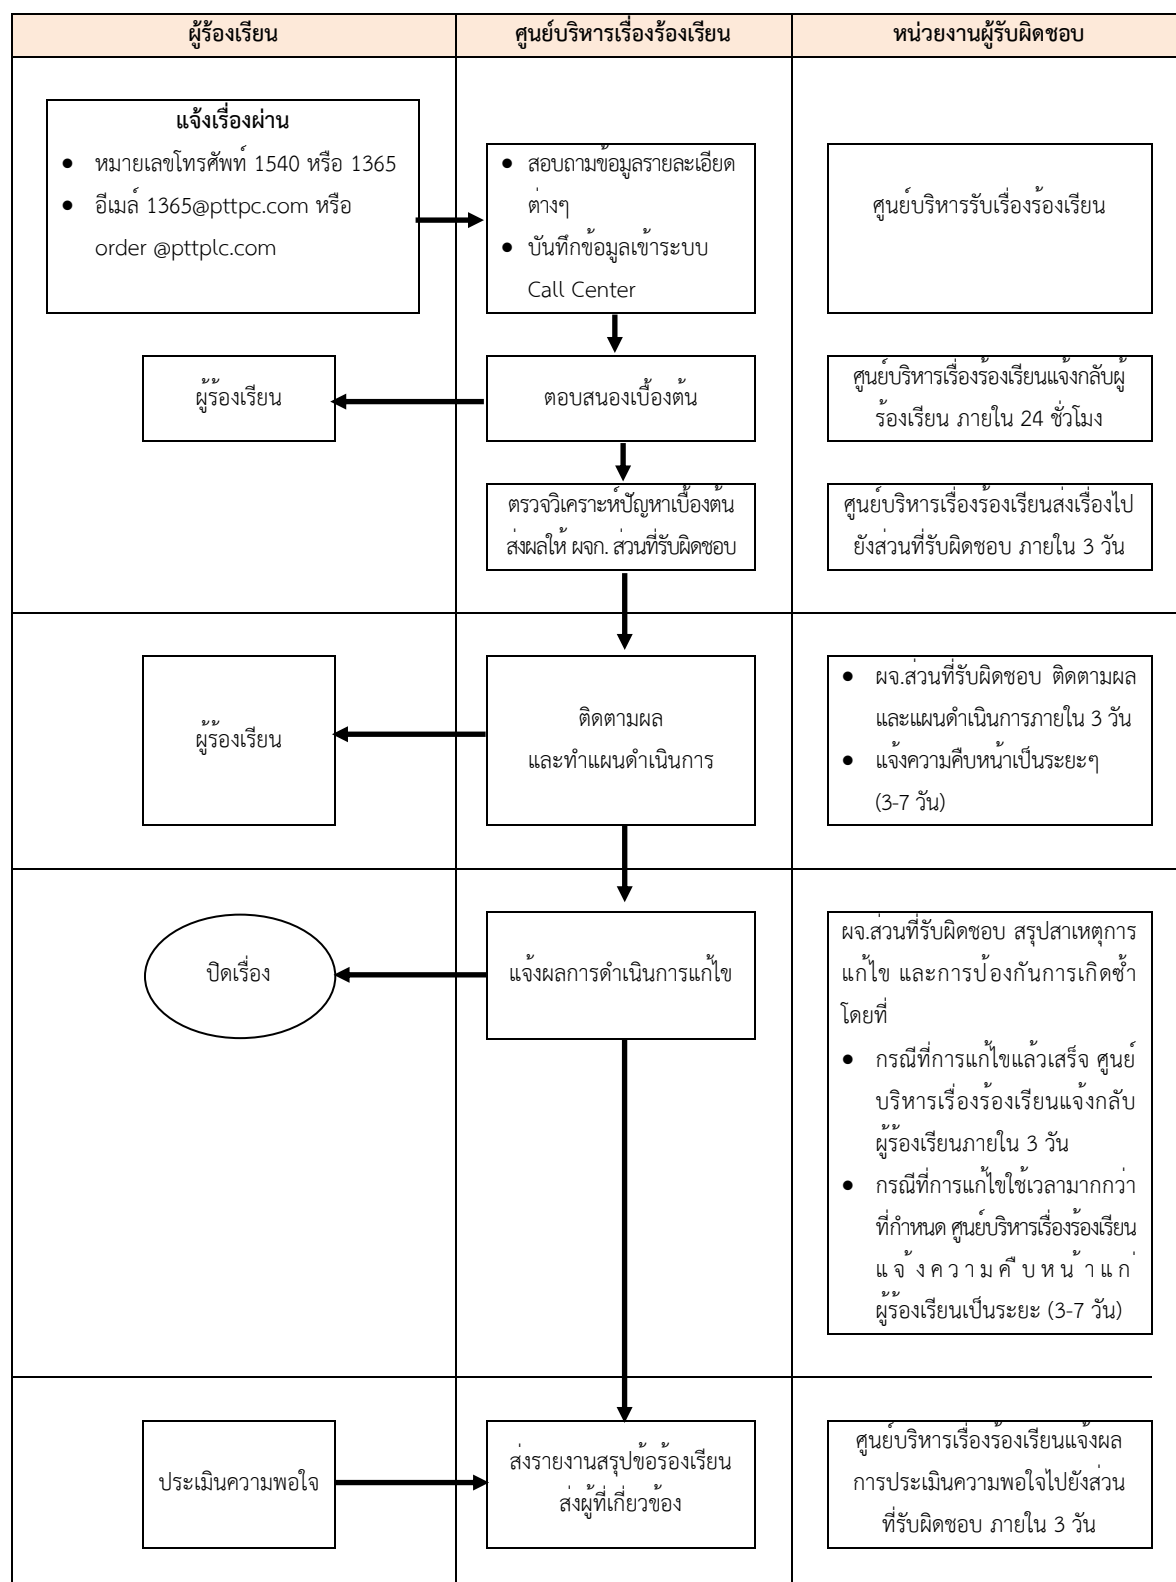 ผู้ร้องเรียน
ศูนย์บริหารเรื่องร้องเรียน
หน่วยงานผู้รับผิดชอบ
แจ้งเรื่องผ่าน
• หมายเลขโทรศัพท์ 1540 หรือ 1365
• อีเมล์ 1365@pttpc.com หรือ
order @pttplc.com
• สอบถามข้อมูลรายละเอียด
ต่างๆ
• บันทึกข้อมูลเข้าระบบ
Call Center
ศูนย์บริหารรับเรื่องร้องเรียน
ผู้ร้องเรียน
ตอบสนองเบื้องต้น
ศูนย์บริหารเรื่องร้องเรียนแจ้งกลับผู้
ร้องเรียน ภายใน 24 ชั่วโมง
ตรวจวิเคราะห์ปัญหาเบื้องต้น
ส่งผลให้ ผจก. ส่วนที่รับผิดชอบ
ศูนย์บริหารเรื่องร้องเรียนส่งเรื่องไป
ยังส่วนที่รับผิดชอบ ภายใน 3 วัน
ผู้ร้องเรียน
ติดตามผล
และทำแผนดำเนินการ
• ผจ.ส่วนที่รับผิดชอบ ติดตามผล
และแผนดำเนินการภายใน 3 วัน
• แจ้งความคืบหน้าเป็นระยะๆ
(3-7 วัน)
ปิดเรื่อง
แจ้งผลการดำเนินการแก้ไข
ผจ.ส่วนที่รับผิดชอบ สรุปสาเหตุการ
แก้ไข และการป้องกันการเกิดซ้ำ
โดยที่
• กรณีที่การแก้ไขแล้วเสร็จ ศูนย์
บริหารเรื่องร้องเรียนแจ้งกลับ
ผู้ร้องเรียนภายใน 3 วัน
• กรณีที่การแก้ไขใช้เวลามากกว่า
ที่กำหนด ศูนย์บริหารเรื่องร้องเรียน
แจ้งความคืบหน้าแก่
ผู้ร้องเรียนเป็นระยะ (3-7 วัน)
ประเมินความพอใจ
ส่งรายงานสรุปข้อร้องเรียน
ส่งผู้ที่เกี่ยวข้อง
ศูนย์บริหารเรื่องร้องเรียนแจ้งผล
การประเมินความพอใจไปยังส่วน
ที่รับผิดชอบ ภายใน 3 วัน